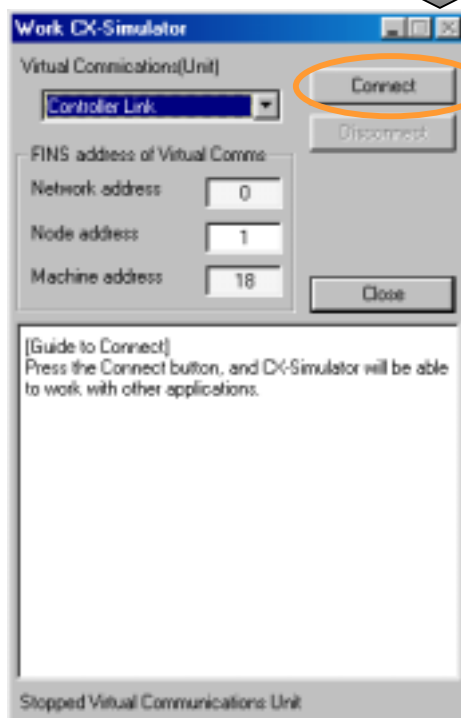 Work CX-Simulator
Virtual Commications(Unit)
Controller Link
Connect
Disconnect
FINS address of Virtual Comms
Network address 0
Node address 1
Machine address 18
Close
[Guide to Connect]
Press the Connect button, and CX-Simulator will be able
to work with other applications.
Stopped Virtual Communications Unit